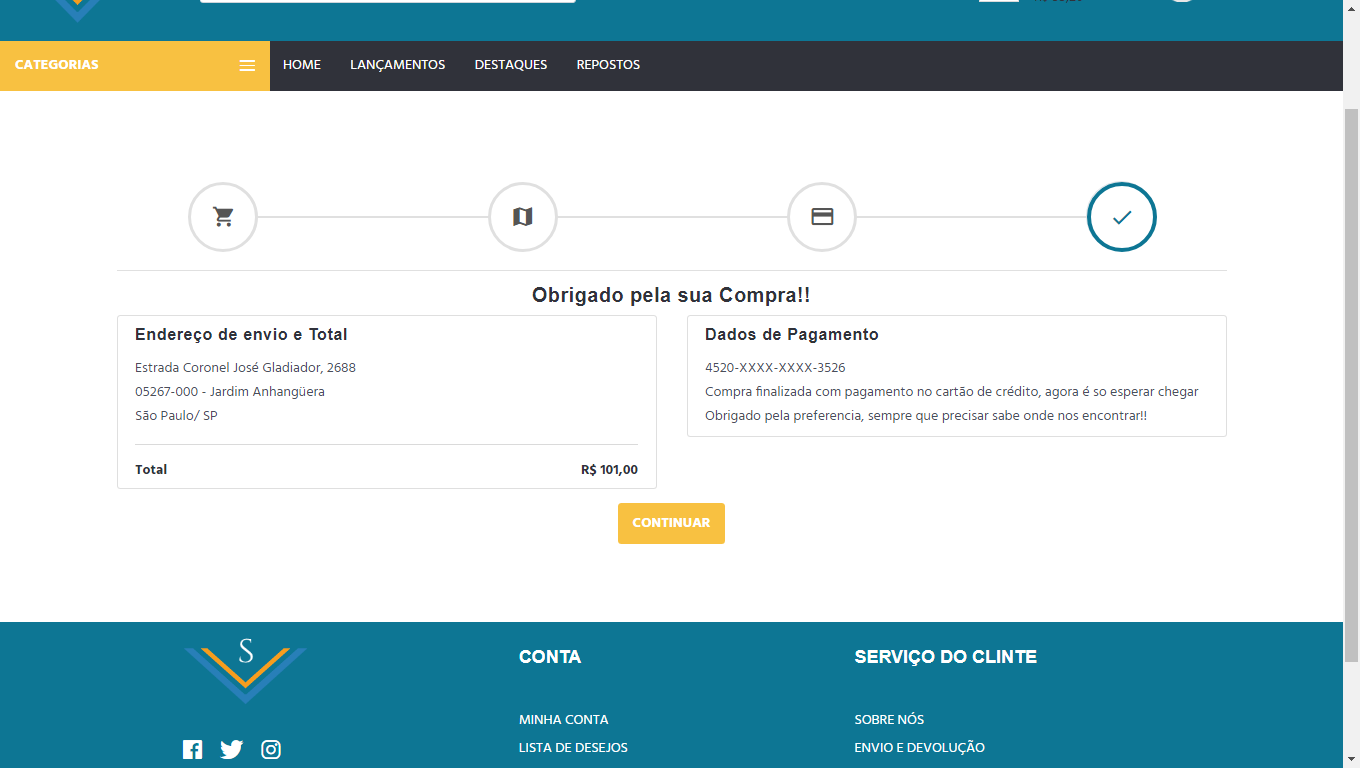 CATEGORIAS
HOME
LANÇAMENTOS
DESTAQUES
REPOSTOS
Obrigado pela sua Compra!!
Endereço de envio e Total
Estrada Coronel José Gladiador, 2688
05267-000 - Jardim Anhangüera
São Paulo/ SP
Total
R$ 101,00
Dados de Pagamento
4520-XXXX-XXXX-3526
Compra finalizada com pagamento no cartão de crédito, agora é so esperar chegar
Obrigado pela preferencia, sempre que precisar sabe onde nos encontrar!!
CONTINUAR
S
CONTA
MINHA CONTA
LISTA DE DESEJOS
SERVIÇO DO CLINTE
SOBRE NÓS
ENVIO E DEVOLUÇÃO